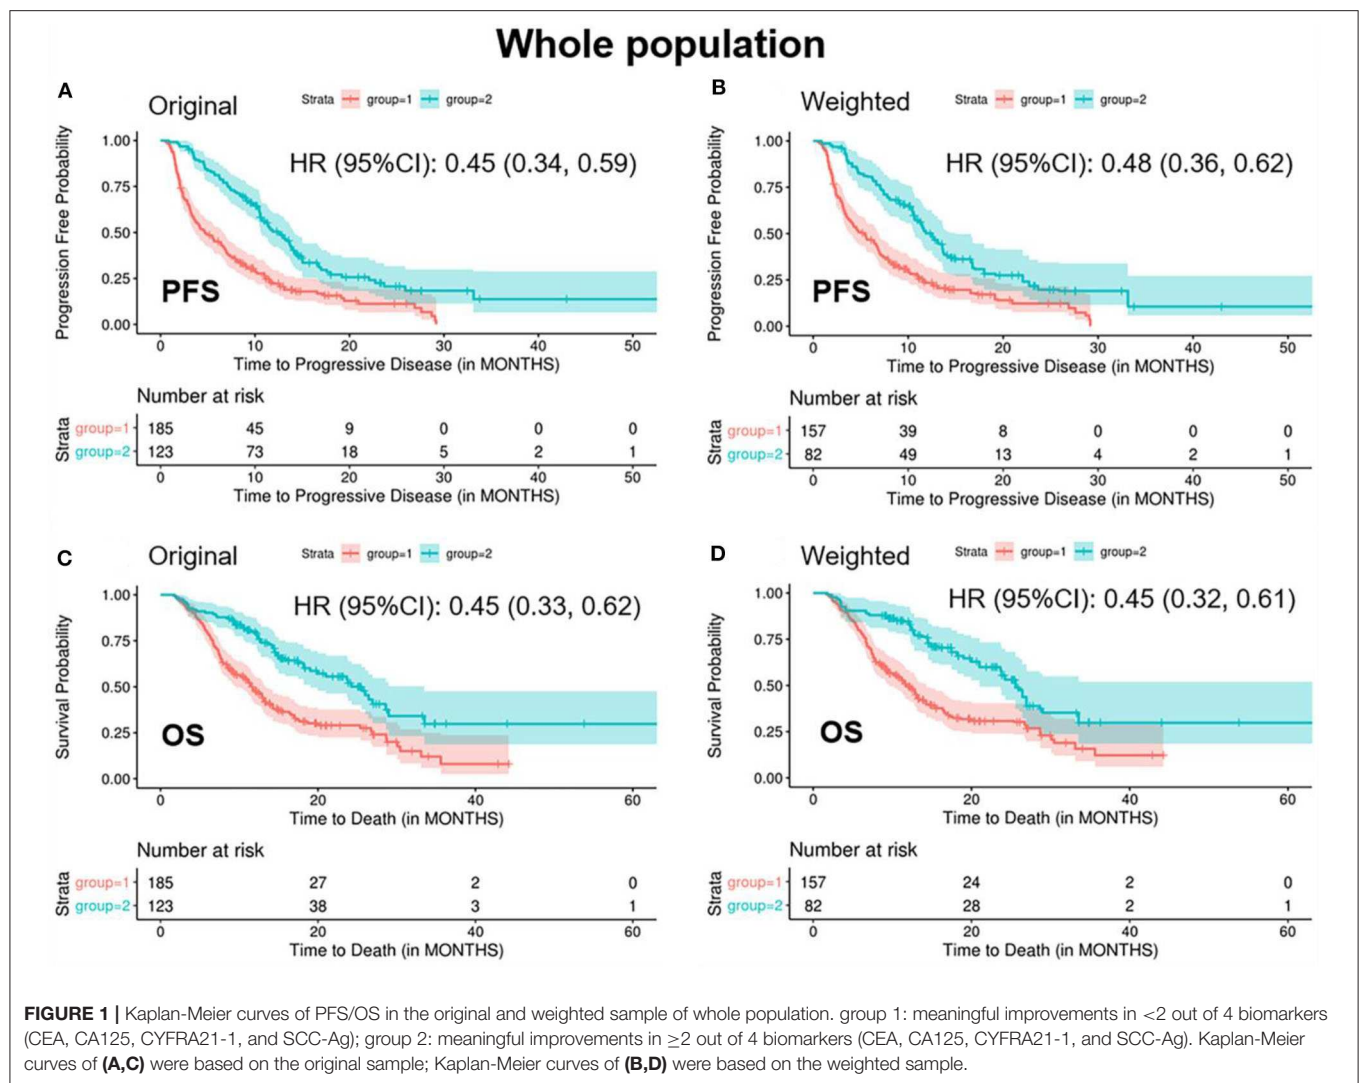 Whole population
A
Original
Strata group=1 group=2
HR (95%CI): 0.45 (0.34, 0.59)
Progression Free Probability
1.00
0.75
0.50
0.25
0.00
PFS
0 10 20 30 40 50
Time to Progressive Disease (in MONTHS)
Number at risk
Strata
group=1 185 45 9 0 0 0
group=2 123 73 18 5 2 1
0 10 20 30 40 50
Time to Progressive Disease (in MONTHS)
B
Weighted
Strata group=1 group=2
HR (95%CI): 0.48 (0.36, 0.62)
Progression Free Probability
1.00
0.75
0.50
0.25
0.00
PFS
0 10 20 30 40 50
Time to Progressive Disease (in MONTHS)
Number at risk
Strata
group=1 157 39 8 0 0 0
group=2 82 49 13 4 2 1
0 10 20 30 40 50
Time to Progressive Disease (in MONTHS)
C
Original
Strata group=1 group=2
HR (95%CI): 0.45 (0.33, 0.62)
Survival Probability
1.00
0.75
0.50
0.25
0.00
OS
0 20 40 60
Time to Death (in MONTHS)
Number at risk
Strata
group=1 185 27 2 0
group=2 123 38 3 1
0 20 40 60
Time to Death (in MONTHS)
D
Weighted
Strata group=1 group=2
HR (95%CI): 0.45 (0.32, 0.61)
Survival Probability
1.00
0.75
0.50
0.25
0.00
OS
0 20 40 60
Time to Death (in MONTHS)
Number at risk
Strata
group=1 157 24 2 0
group=2 82 28 2 1
0 20 40 60
Time to Death (in MONTHS)
FIGURE 1 | Kaplan-Meier curves of PFS/OS in the original and weighted sample of whole population. group 1: meaningful improvements in <2 out of 4 biomarkers
(CEA, CA125, CYFRA21-1, and SCC-Ag); group 2: meaningful improvements in ≥2 out of 4 biomarkers (CEA, CA125, CYFRA21-1, and SCC-Ag). Kaplan-Meier
curves of (A,C) were based on the original sample; Kaplan-Meier curves of (B,D) were based on the weighted sample.